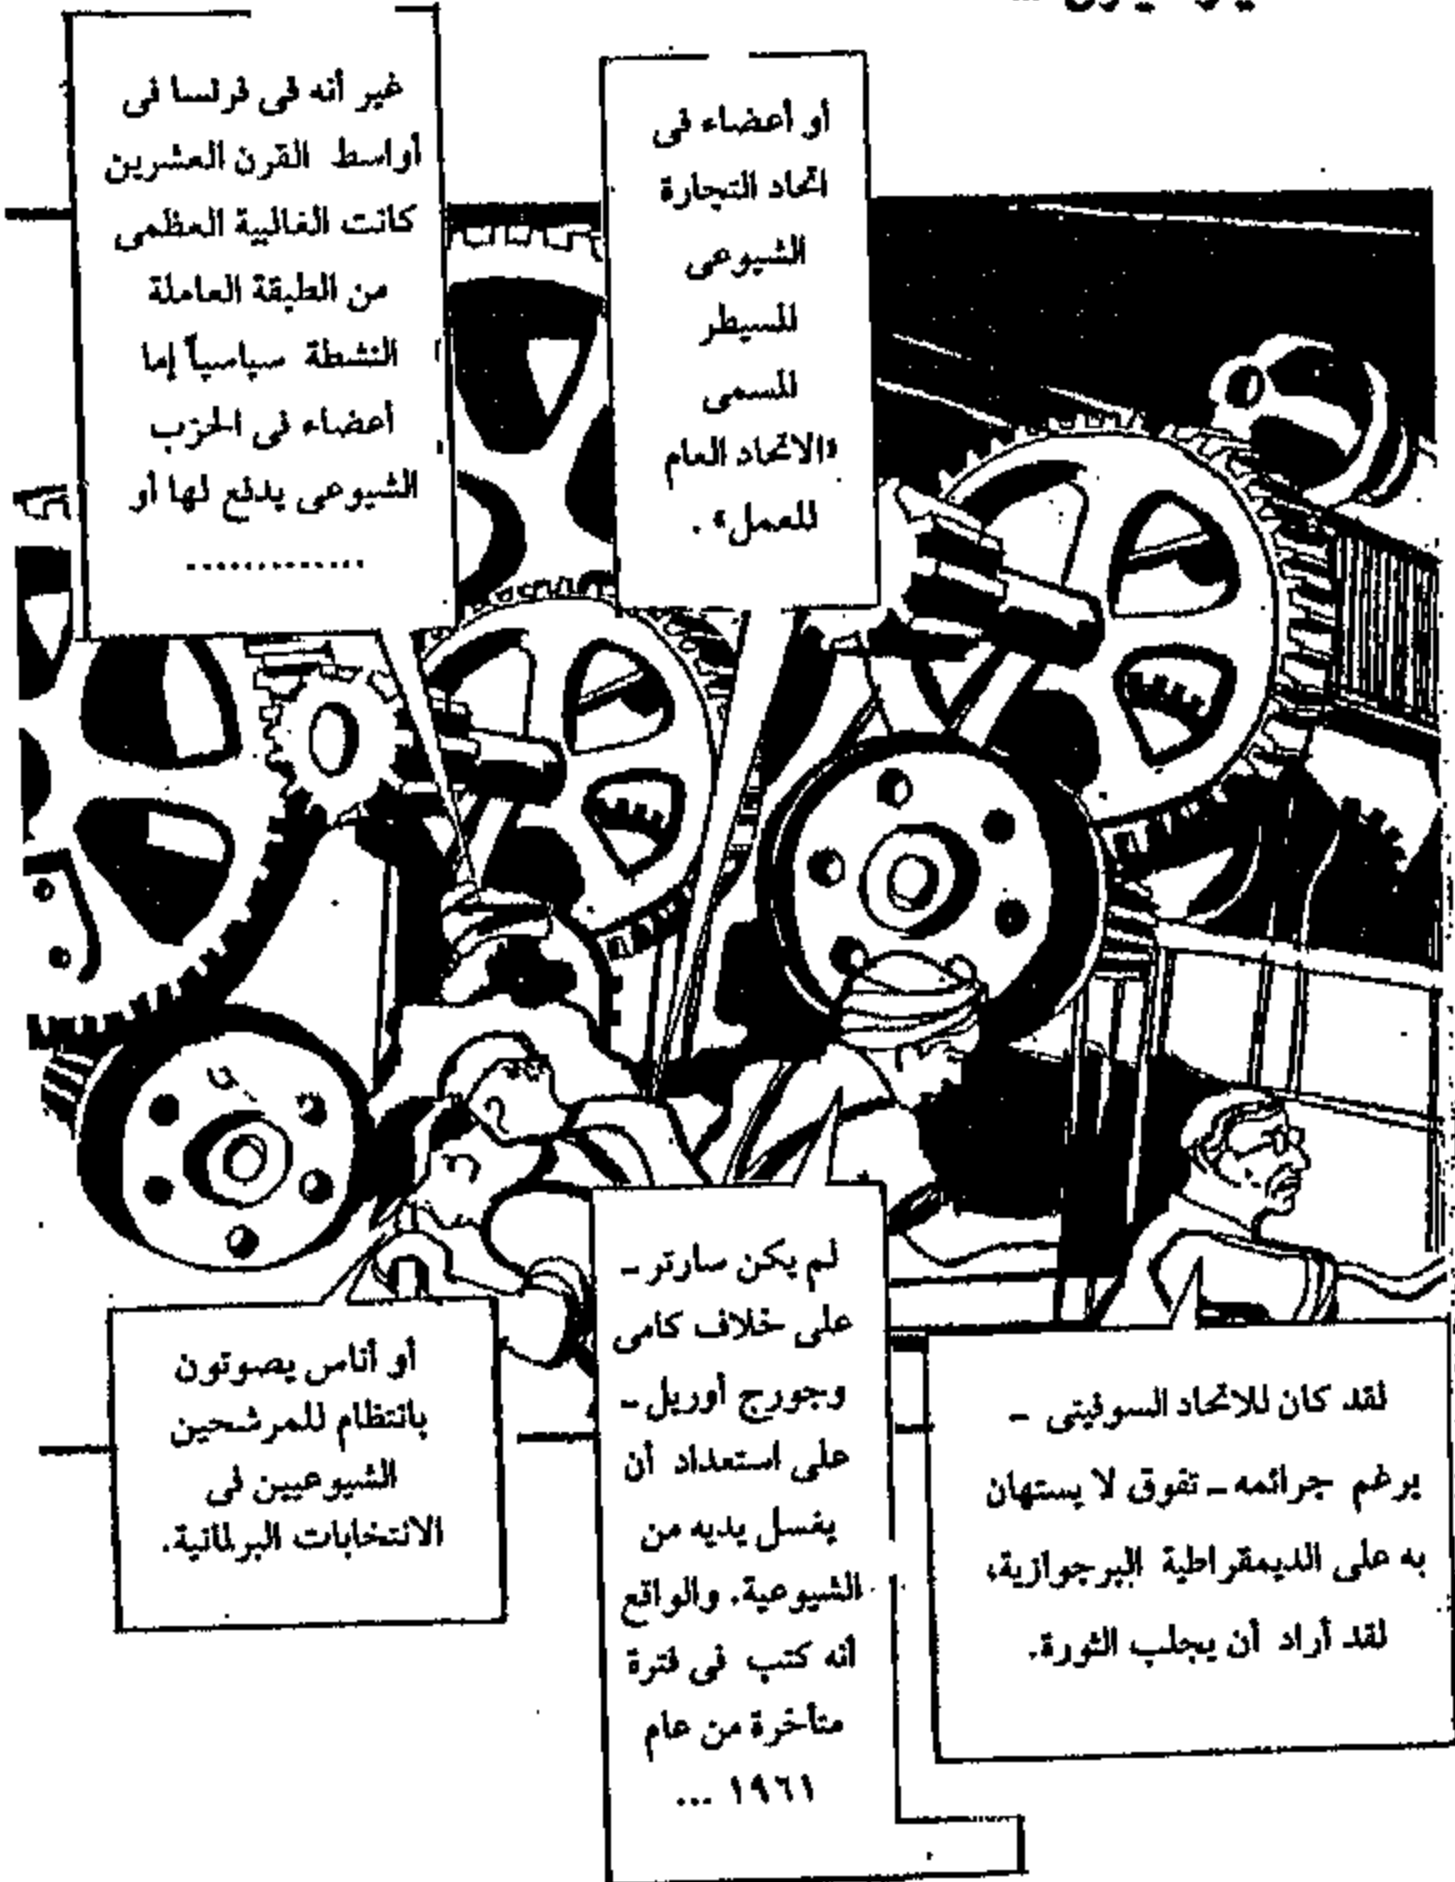 غير أنه فى فرنسا فى
أواسط القرن العشرين
كانت الغالبية العظمى
من الطبقة العاملة
النشطة سياسياً إما
أعضاء فى الحزب
الشيوعى يدفع لها أو
.............
أو أعضاء فى
اتحاد التجارة
الشيوعى
المسيطر
المسمى
«الاتحاد العام
للعمل» .
أو أناس يصوتون
بانتظام للمرشحين
الشيوعيين فى
الانتخابات البرلمانية.
لم يكن سارتر –
على خلاف كامى
وجورج أوريل –
على استعداد أن
يغسل يديه من
الشيوعية. والواقع
أنه كتب فى فترة
متأخرة من عام
١٩٦١ ...
لقد كان للاتحاد السوفيتى –
برغم جرائمه – تفوق لا يستهان
به على الديمقراطية البرجوازية،
لقد أراد أن يجلب الثورة.